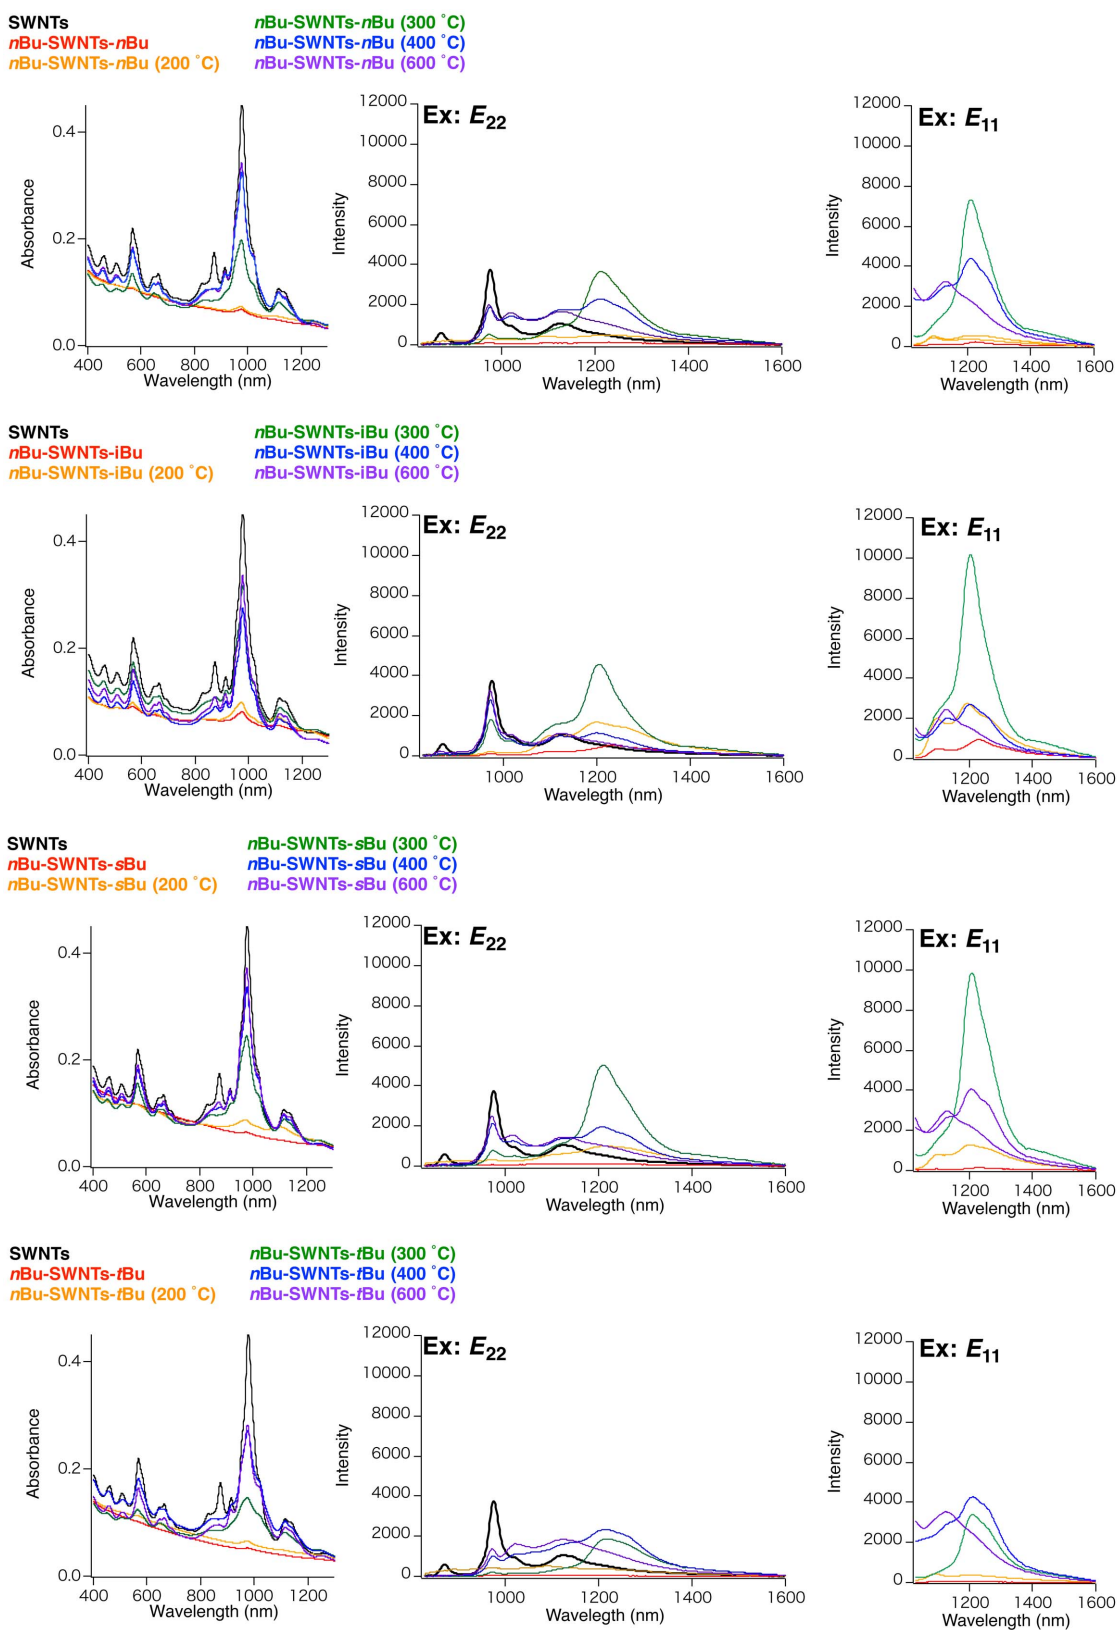 SWNTs nBu-SWNTs-nBu (300 ˚C)
nBu-SWNTs-nBu nBu-SWNTs-nBu (400 ˚C)
nBu-SWNTs-nBu (200 ˚C) nBu-SWNTs-nBu (600 ˚C)
Absorbance
0.4
0.2
0.0
400 600 800 1000 1200
Wavelength (nm)
Ex: E22
Intensity
12000
10000
8000
6000
4000
2000
0
1000 1200 1400 1600
Wavelegth (nm)
Ex: E11
Intensity
12000
10000
8000
6000
4000
2000
0
1200 1400 1600
Wavelength (nm)
SWNTs nBu-SWNTs-iBu (300 ˚C)
nBu-SWNTs-iBu nBu-SWNTs-iBu (400 ˚C)
nBu-SWNTs-iBu (200 ˚C) nBu-SWNTs-iBu (600 ˚C)
Absorbance
0.4
0.2
0.0
400 600 800 1000 1200
Wavelength (nm)
Ex: E22
Intensity
12000
10000
8000
6000
4000
2000
0
1000 1200 1400 1600
Wavelegth (nm)
Ex: E11
Intensity
12000
10000
8000
6000
4000
2000
0
1200 1400 1600
Wavelength (nm)
SWNTs nBu-SWNTs-sBu (300 ˚C)
nBu-SWNTs-sBu nBu-SWNTs-sBu (400 ˚C)
nBu-SWNTs-sBu (200 ˚C) nBu-SWNTs-sBu (600 ˚C)
Absorbance
0.4
0.2
0.0
400 600 800 1000 1200
Wavelength (nm)
Ex: E22
Intensity
12000
10000
8000
6000
4000
2000
0
1000 1200 1400 1600
Wavelegth (nm)
Ex: E11
Intensity
12000
10000
8000
6000
4000
2000
0
1200 1400 1600
Wavelength (nm)
SWNTs nBu-SWNTs-tBu (300 ˚C)
nBu-SWNTs-tBu nBu-SWNTs-tBu (400 ˚C)
nBu-SWNTs-tBu (200 ˚C) nBu-SWNTs-tBu (600 ˚C)
Absorbance
0.4
0.2
0.0
400 600 800 1000 1200
Wavelength (nm)
Ex: E22
Intensity
12000
10000
8000
6000
4000
2000
0
1000 1200 1400 1600
Wavelegth (nm)
Ex: E11
Intensity
12000
10000
8000
6000
4000
2000
0
1200 1400 1600
Wavelength (nm)